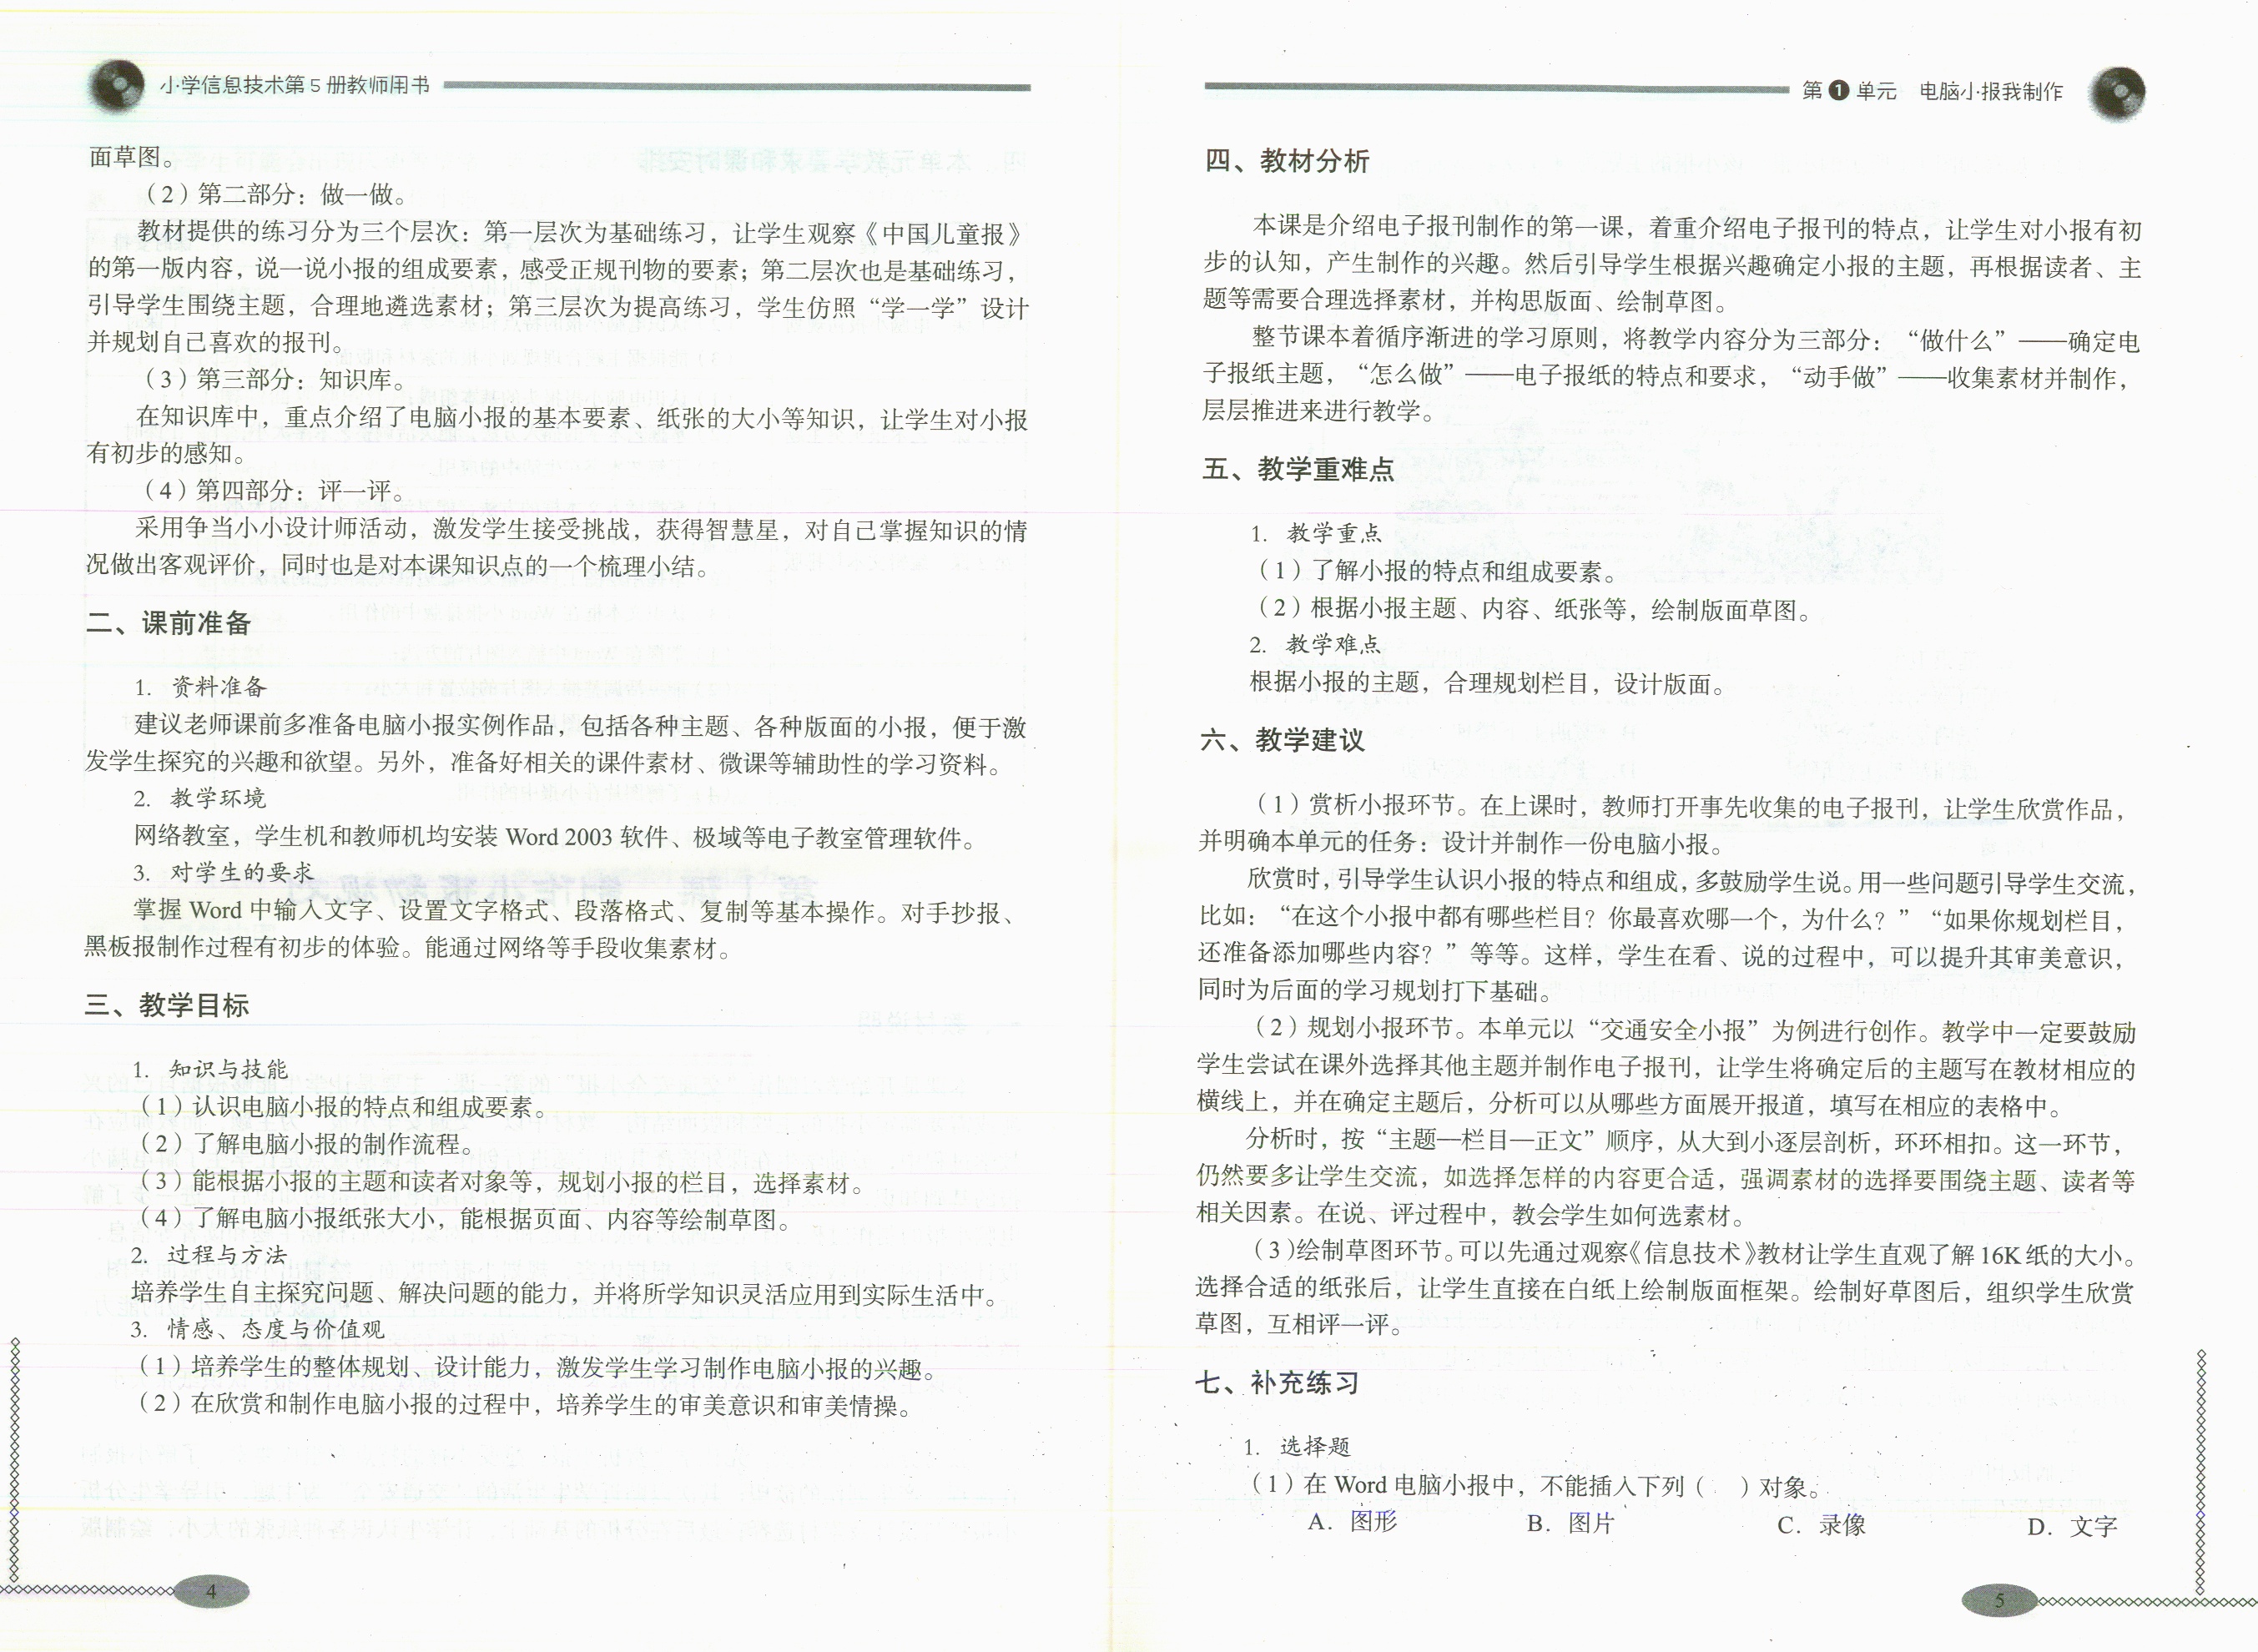 小学信息技术第5册教师用书
面草图。
（2）第二部分：做一做。
教材提供的练习分为三个层次：第一层次为基础练习，让学生观察《中国儿童报》
的第一版内容，说一说小报的组成要素，感受正规刊物的要素；第二层次也是基础练习，
引导学生围绕主题，合理地遴选素材；第三层次为提高练习，学生仿照“学一学”设计
并规划自己喜欢的报刊。
（3）第三部分：知识库。
在知识库中，重点介绍了电脑小报的基本要素、纸张的大小等知识，让学生对小报
有初步的感知。
（4）第四部分：评一评。
采用争当小小设计师活动，激发学生接受挑战，获得智慧星，对自己掌握知识的情
况做出客观评价，同时也是对本课知识点的一个梳理小结。
二、课前准备
1. 资料准备
建议老师课前多准备电脑小报实例作品，包括各种主题、各种版面的小报，便于激
发学生探究的兴趣和欲望。另外，准备好相关的课件素材、微课等辅助性的学习资料。
2. 教学环境
网络教室，学生机和教师机均安装 Word 2003 软件、极域等电子教室管理软件。
3. 对学生的要求
掌握 Word 中输入文字、设置文字格式、段落格式、复制等基本操作。对手抄报、
黑板报制作过程有初步的体验。能通过网络等手段收集素材。
三、教学目标
1. 知识与技能
（1）认识电脑小报的特点和组成要素。
（2）了解电脑小报的制作流程。
（3）能根据小报的主题和读者对象等，规划小报的栏目，选择素材。
（4）了解电脑小报纸张大小，能根据页面、内容等绘制草图。
2. 过程与方法
培养学生自主探究问题、解决问题的能力，并将所学知识灵活应用到实际生活中。
3. 情感、态度与价值观
（1）培养学生的整体规划、设计能力，激发学生学习制作电脑小报的兴趣。
（2）在欣赏和制作电脑小报的过程中，培养学生的审美意识和审美情操。
4
第❶单元 电脑小报我制作
四、教材分析
本课是介绍电子报刊制作的第一课，着重介绍电子报刊的特点，让学生对小报有初
步的认知，产生制作的兴趣。然后引导学生根据兴趣确定小报的主题，再根据读者、主
题等需要合理选择素材，并构思版面、绘制草图。
整节课本着循序渐进的学习原则，将教学内容分为三部分：“做什么”——确定电
子报纸主题，“怎么做”——电子报纸的特点和要求，“动手做”——收集素材并制作，
层层推进来进行教学。
五、教学重难点
1. 教学重点
（1）了解小报的特点和组成要素。
（2）根据小报主题、内容、纸张等，绘制版面草图。
2. 教学难点
根据小报的主题，合理规划栏目，设计版面。
六、教学建议
（1）赏析小报环节。在上课时，教师打开事先收集的电子报刊，让学生欣赏作品，
并明确本单元的任务：设计并制作一份电脑小报。
欣赏时，引导学生认识小报的特点和组成，多鼓励学生说。用一些问题引导学生交流，
比如：“在这个小报中都有哪些栏目？你最喜欢哪一个，为什么？”“如果你规划栏目，
还准备添加哪些内容？”等等。这样，学生在看、说的过程中，可以提升其审美意识，
同时为后面的学习规划打下基础。
（2）规划小报环节。本单元以“交通安全小报”为例进行创作。教学中一定要鼓励
学生尝试在课外选择其他主题并制作电子报刊，让学生将确定后的主题写在教材相应的
横线上，并在确定主题后，分析可以从哪些方面展开报道，填写在相应的表格中。
分析时，按“主题—栏目—正文”顺序，从大到小逐层剖析，环环相扣。这一环节，
仍然要多让学生交流，如选择怎样的内容更合适，强调素材的选择要围绕主题、读者等
相关因素。在说、评过程中，教会学生如何选素材。
（3）绘制草图环节。可以先通过观察《信息技术》教材让学生直观了解16K纸的大小。
选择合适的纸张后，让学生直接在白纸上绘制版面框架。绘制好草图后，组织学生欣赏
草图，互相评一评。
七、补充练习
1. 选择题
（1）在 Word 电脑小报中，不能插入下列（ ）对象。
A. 图形 B. 图片 C. 录像 D. 文字
5